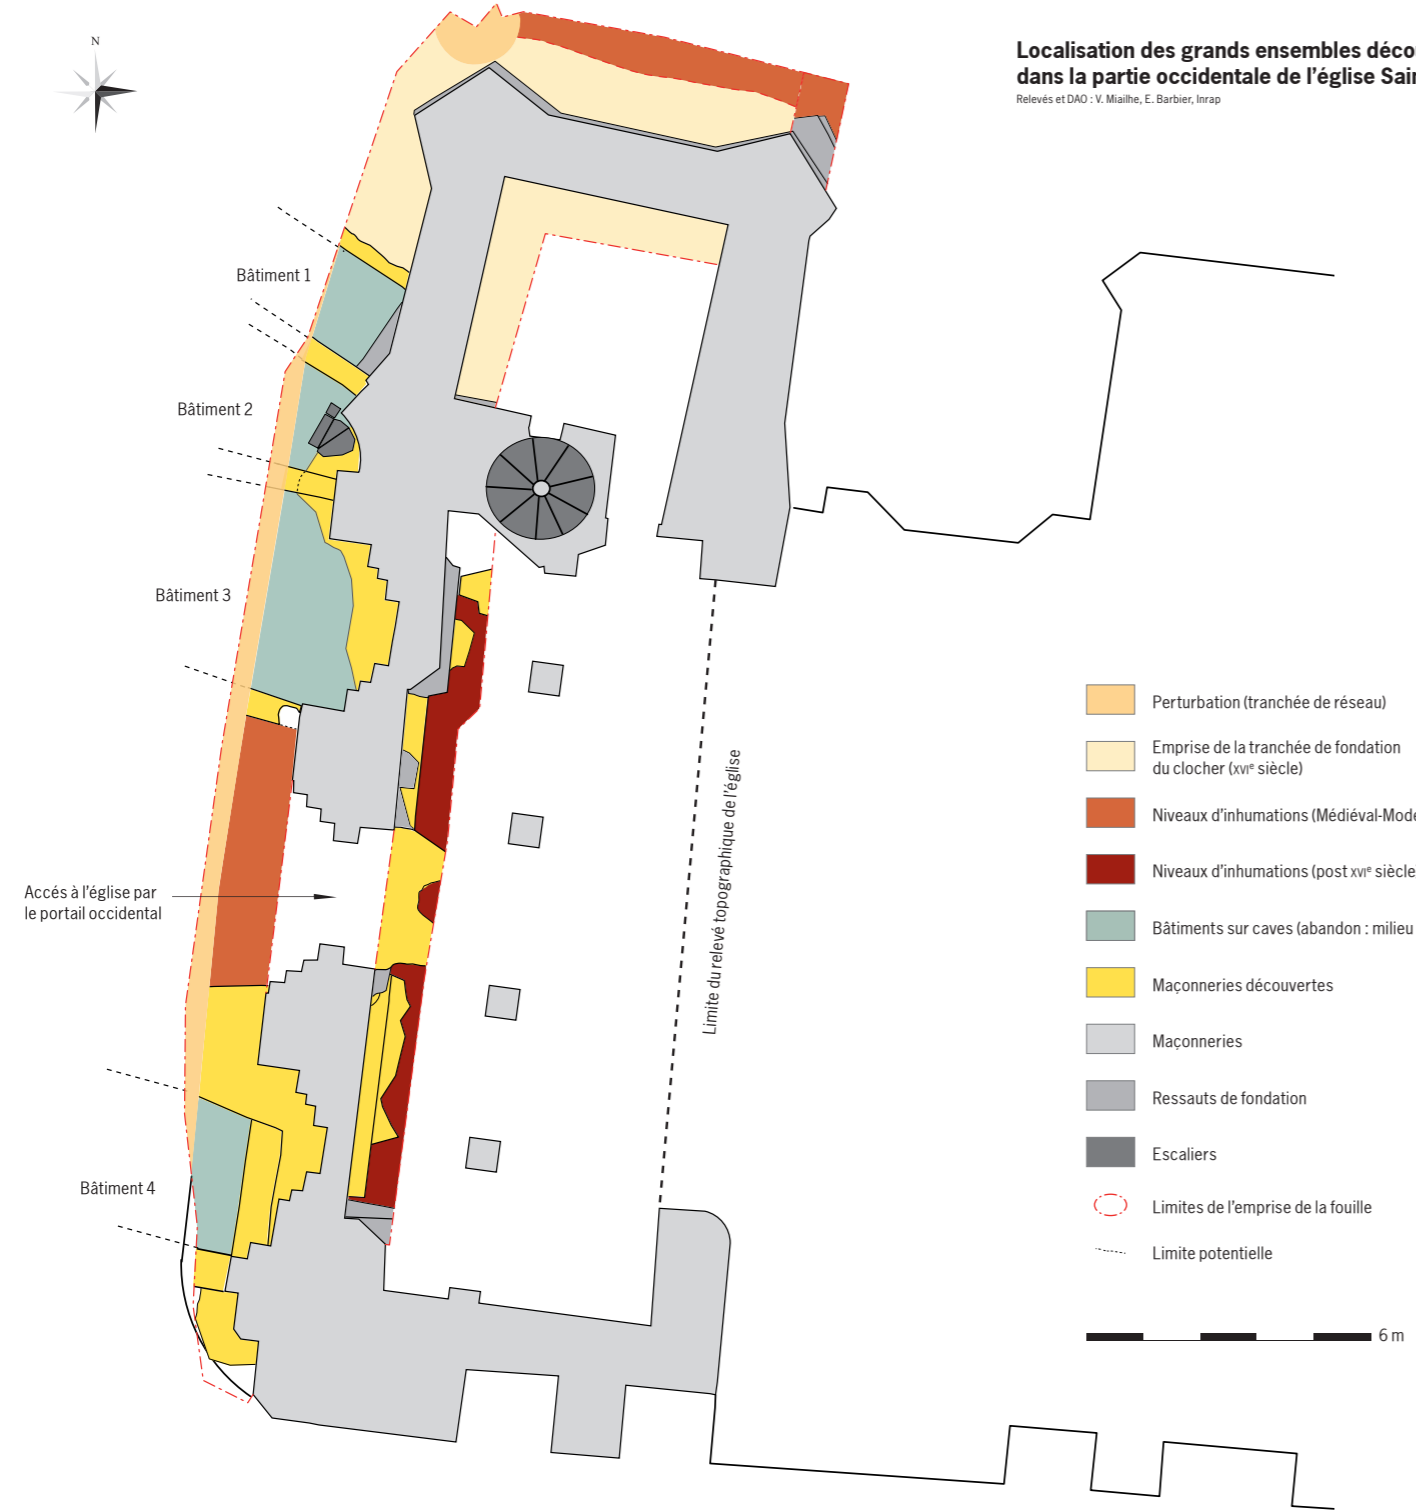 N
Localisation des grands ensembles
dans la partie occidentale de l'église
Relevés et DAO : V. Miailhe, E. Barbier, Inrap
Bâtiment 1
Bâtiment 2
Bâtiment 3
Accés à l'église par
le portail occidental
Bâtiment 4
Limite du relevé topographique de l'église
Perturbation (tranchée de réseau)
Emprise de la tranchée de fondation
du clocher (XVIe siècle)
Niveaux d'inhumations (Médiéval-Mode
Niveaux d'inhumations (post XVIe siècle
Bâtiments sur caves (abandon : milieu
Maçonneries découvertes
Maçonneries
Ressauts de fondation
Escaliers
Limites de l'emprise de la fouille
Limite potentielle
6 m